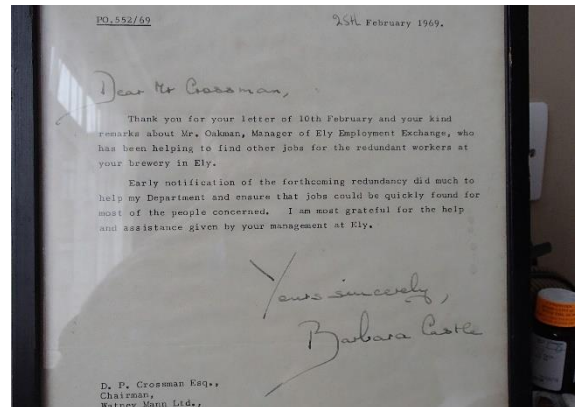 PO.552/69
25th February 1969.
Dear Mr Crossman,
Thank you for your letter of 10th February and your kind
remarks about Mr. Oakman, Manager of Ely Employment Exchange, who
has been helping to find other jobs for the redundant workers at
your brewery in Ely.
Early notification of the forthcoming redundancy did much to
help my Department and ensure that jobs could be quickly found for
most of the people concerned. I am most grateful for the help
and assistance given by your management at Ely.
Yours sincerely,
Barbara Castle
D. P. Crossman Esq.,
Chairman,
Watney Mann Ltd.,